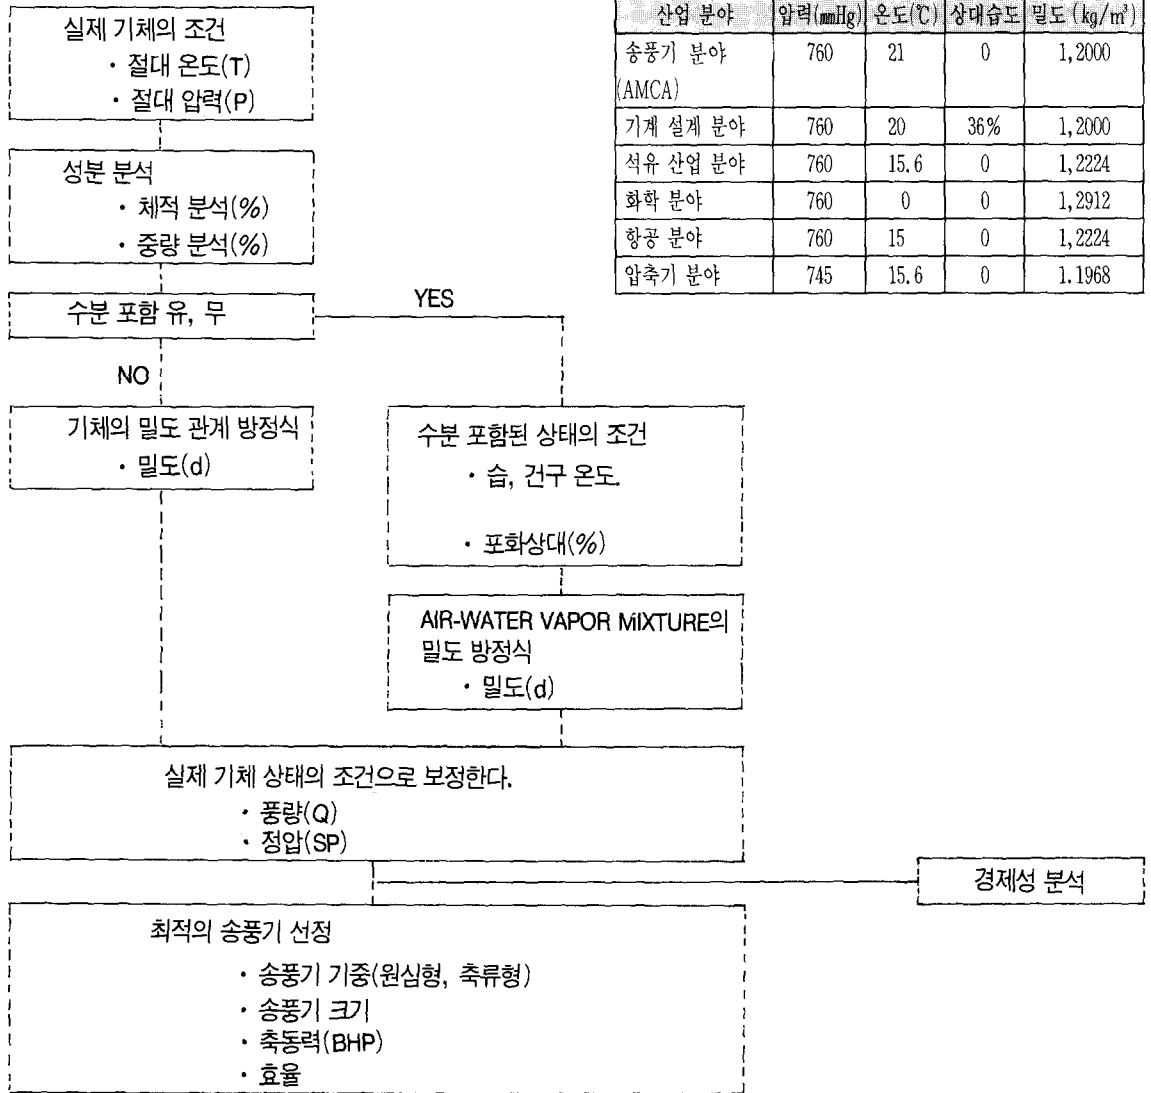 실제 기체의 조건
· 절대 온도(T)
· 절대 압력(P)
성분 분석
· 체적 분석(%)
· 중량 분석(%)
수분 포함 유, 무
YES
NO
기체의 밀도 관계 방정식
· 밀도(d)
수분 포함된 상태의 조건
· 습, 건구 온도.
· 포화상대(%)
AIR-WATER VAPOR MIXTURE의
밀도 방정식
· 밀도(d)
실제 기체 상태의 조건으로 보정한다.
· 풍량(Q)
· 정압(SP)
경제성 분석
최적의 송풍기 선정
· 송풍기 기중(원심형, 축류형)
· 송풍기 크기
· 축동력(BHP)
· 효율
산업 분야 압력(mmHg) 온도(℃) 상대습도 밀도 (kg/m³)
송풍기 분야 760 21 0 1,2000
(AMCA)
기계 설계 분야 760 20 36% 1,2000
석유 산업 분야 760 15.6 0 1,2224
화학 분야 760 0 0 1,2912
항공 분야 760 15 0 1,2224
압축기 분야 745 15.6 0 1.1968